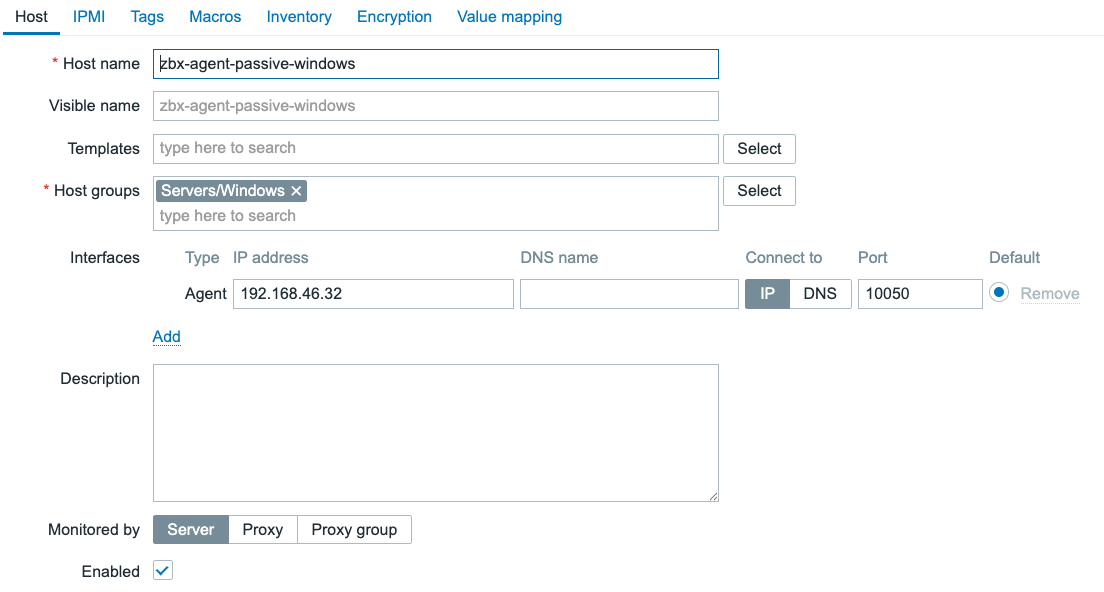 Host IPMI Tags Macros Inventory Encryption Value mapping
* Host name zbx-agent-passive-windows
Visible name zbx-agent-passive-windows
Templates type here to search Select
* Host groups Servers/Windows × Select
type here to search
Interfaces Type IP address DNS name Connect to Port Default
Agent 192.168.46.32 IP DNS 10050 Remove
Add
Description
Monitored by Server Proxy Proxy group
Enabled